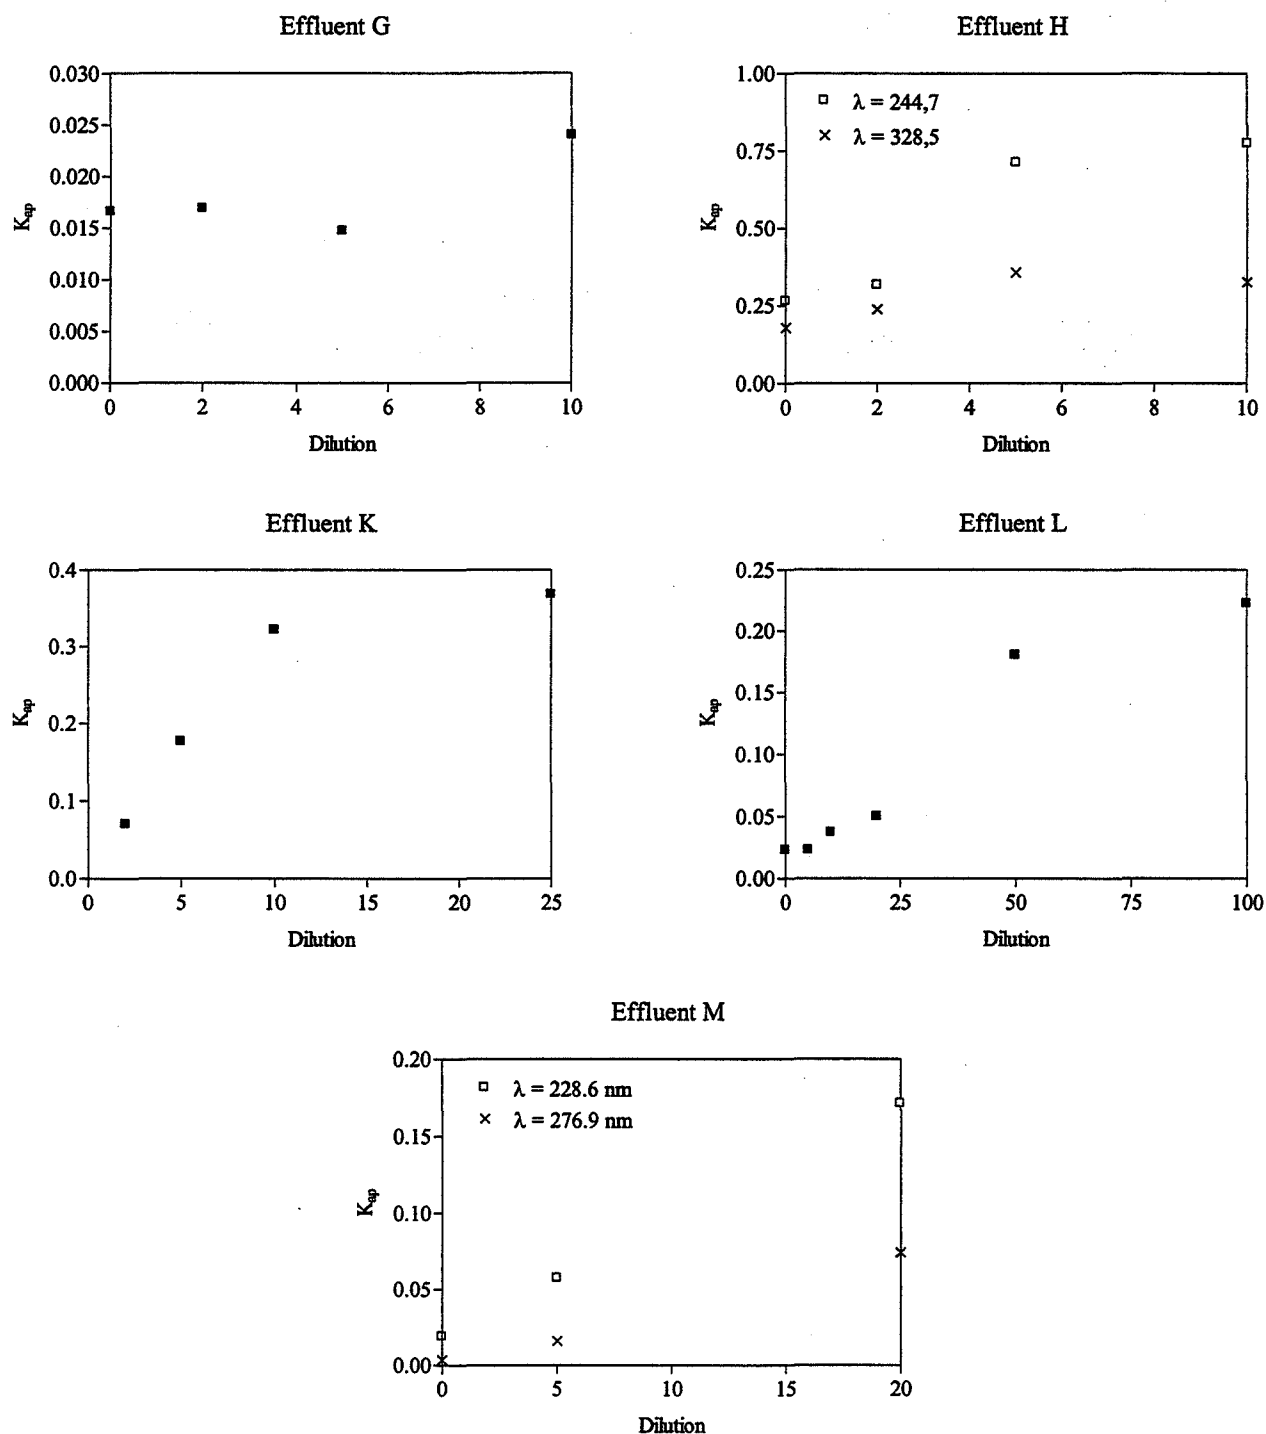 Effluent G
0.030
0.025
0.020
0.015
0.010
0.005
0.000
Kap
0 2 4 6 8 10
Dilution
Effluent H
1.00
0.75
0.50
0.25
0.00
Kap
λ = 244,7
λ = 328,5
0 2 4 6 8 10
Dilution
Effluent K
0.4
0.3
0.2
0.1
0.0
Kap
0 5 10 15 20 25
Dilution
Effluent L
0.25
0.20
0.15
0.10
0.05
0.00
Kap
0 25 50 75 100
Dilution
Effluent M
0.20
0.15
0.10
0.05
0.00
Kap
λ = 228.6 nm
λ = 276.9 nm
0 5 10 15 20
Dilution